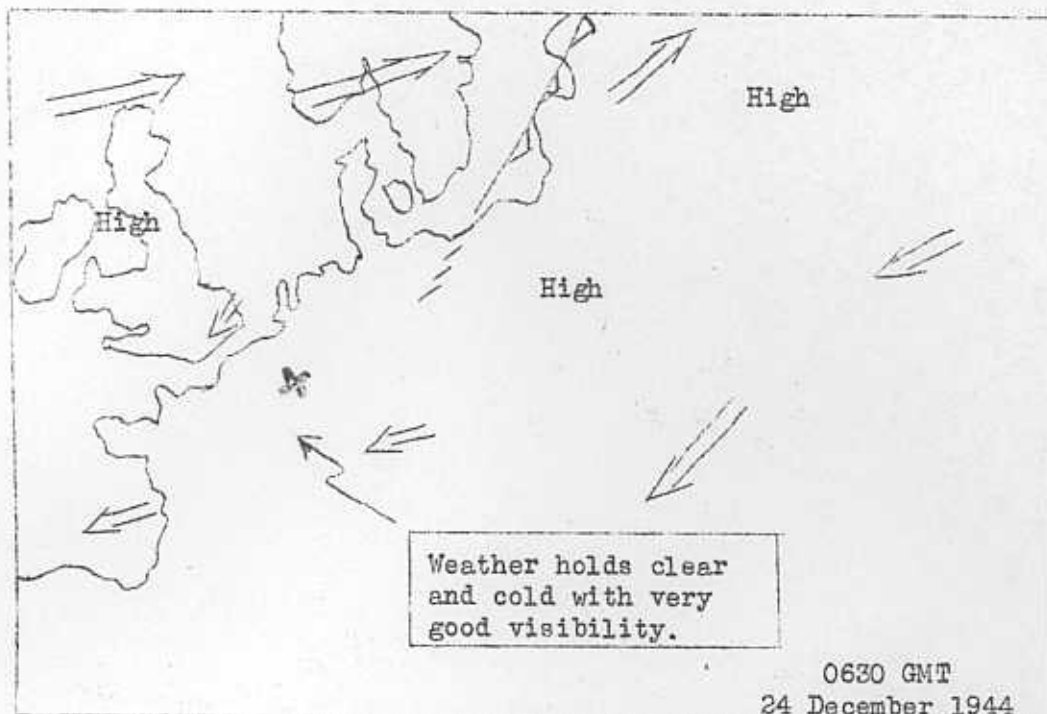 High
High
High
Weather holds clear
and cold with very
good visibility.
0630 GMT
24 December 1944